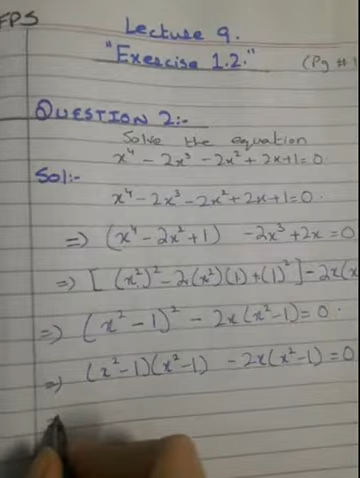 FPS
Lecture 9.
"Exercise 1.2."
(Pg #
QUESTION 2:-
Solve the equation
x⁴ - 2x³ - 2x² + 2x + 1 = 0.
Sol:-
x⁴ - 2x³ - 2x² + 2x + 1 = 0.
=> (x⁴ - 2x² + 1) - 2x³ + 2x = 0
=> [(x²)² - 2(x²)(1) + (1)²] - 2x(x
=> (x² - 1)² - 2x(x² - 1) = 0.
=> (x² - 1)(x² - 1) - 2x(x² - 1) = 0